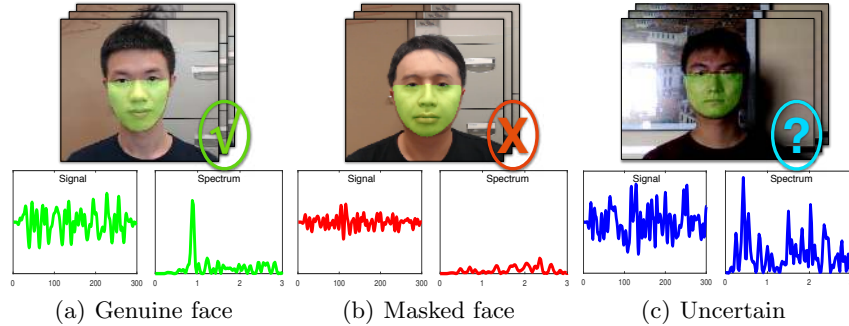 √ X ?
Signal Spectrum Signal Spectrum Signal Spectrum
0 100 200 300 0 1 2 3 0 100 200 300 0 1 2 3 0 100 200 300 0 1 2 3
(a) Genuine face (b) Masked face (c) Uncertain